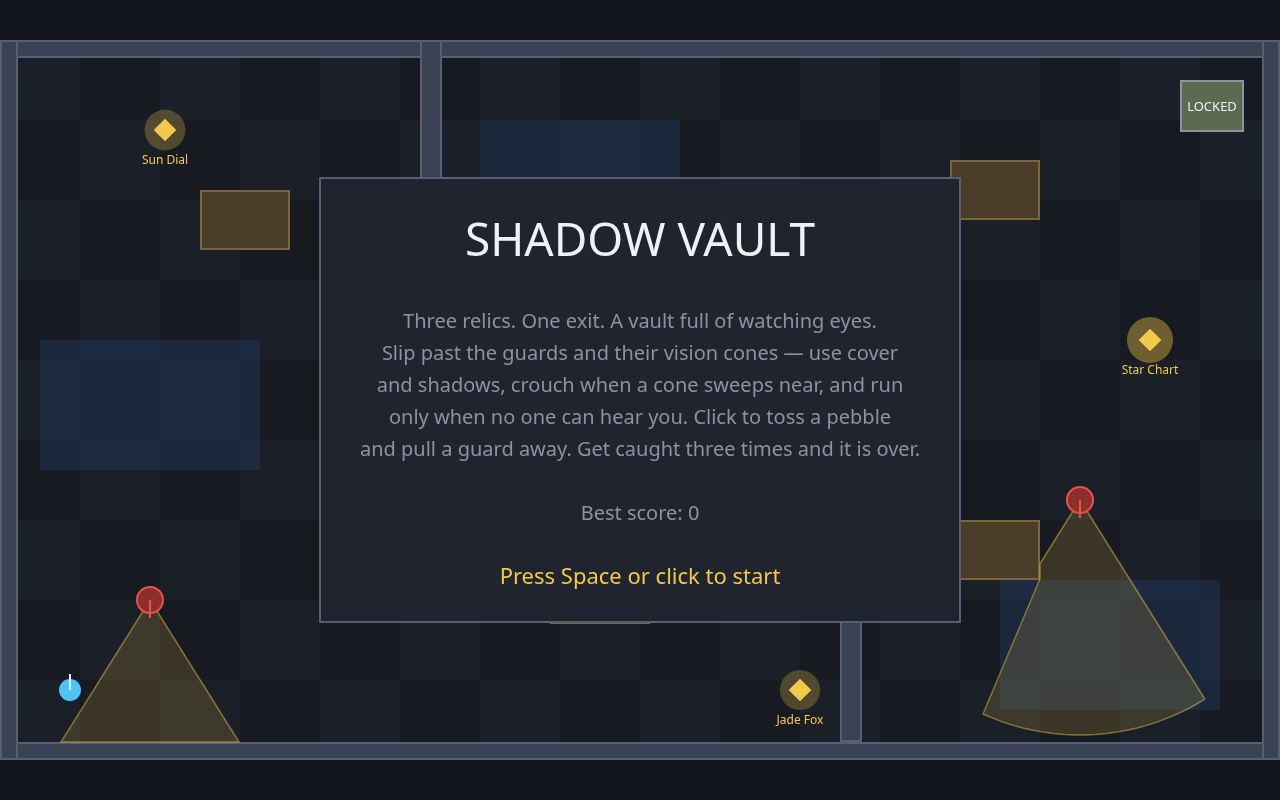 LOCKED
Sun Dial
SHADOW VAULT
Three relics. One exit. A vault full of watching eyes.
Slip past the guards and their vision cones — use cover
and shadows, crouch when a cone sweeps near, and run
only when no one can hear you. Click to toss a pebble
and pull a guard away. Get caught three times and it is over.
Star Chart
Best score: 0
Press Space or click to start
Jade Fox